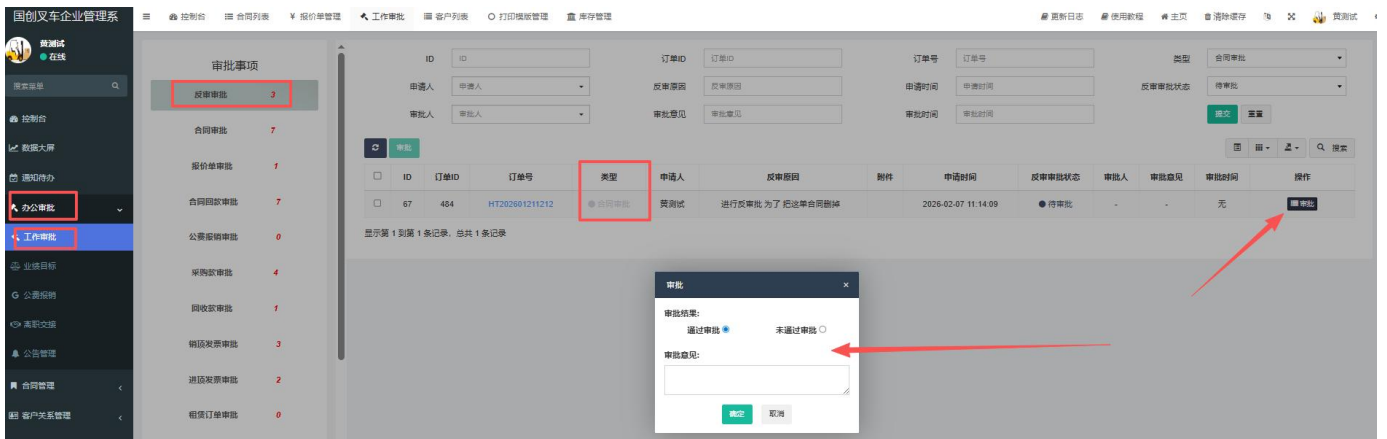 国创叉车企业管理系
控制台 合同列表 ¥ 报价单管理 工作审批 客户列表 打印模版管理 库存管理 更新日志 使用教程 主页 清除缓存 黄测试
黄测试
在线
搜索菜单
控制台
数据大屏
通知待办
办公审批
工作审批
业绩目标
G 公费报销
离职交接
公告管理
合同管理
客户关系管理
审批事项
反审审批 3
合同审批 7
报价单审批 1
合同回款审批 7
公费报销审批 0
采购款审批 4
回收款审批 1
销项发票审批 3
进项发票审批 2
租赁订单审批 0
ID ID 订单ID 订单ID 订单号 订单号 类型 合同审批
申请人 申请人 反审原因 反审原因 申请时间 申请时间 反审审批状态 待审批
审批人 审批人 审批意见 审批意见 审批时间 审批时间 提交 重置
审批 搜索
ID 订单ID 订单号 类型 申请人 反审原因 附件 申请时间 反审审批状态 审批人 审批意见 审批时间 操作
67 484 HT202601211212 合同审批 黄测试 进行反审批 为了 把这单合同删掉 2026-02-07 11:14:09 待审批 - - 无 审批
显示第 1 到第 1 条记录，总共 1 条记录
审批 ×
审批结果:
通过审批 未通过审批
审批意见:
确定 取消